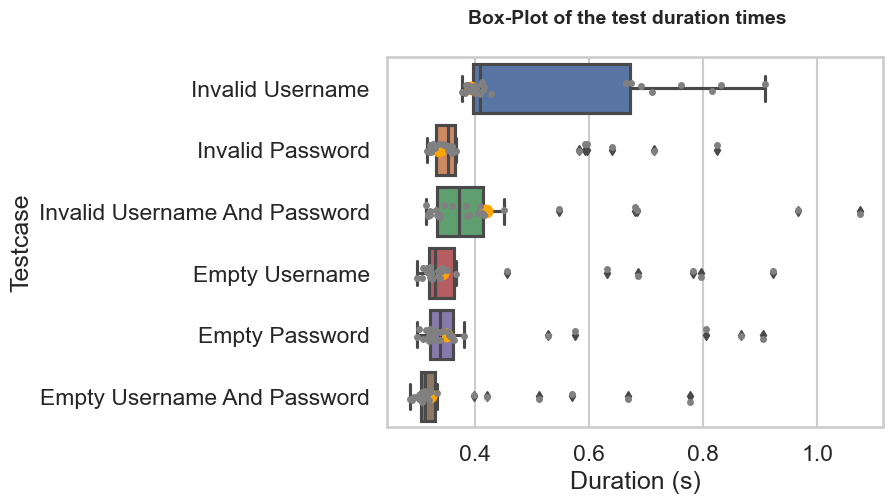 Box-Plot of the test duration times
Invalid Username
Invalid Password
Invalid Username And Password
Empty Username
Empty Password
Empty Username And Password
Testcase
0.4 0.6 0.8 1.0
Duration (s)